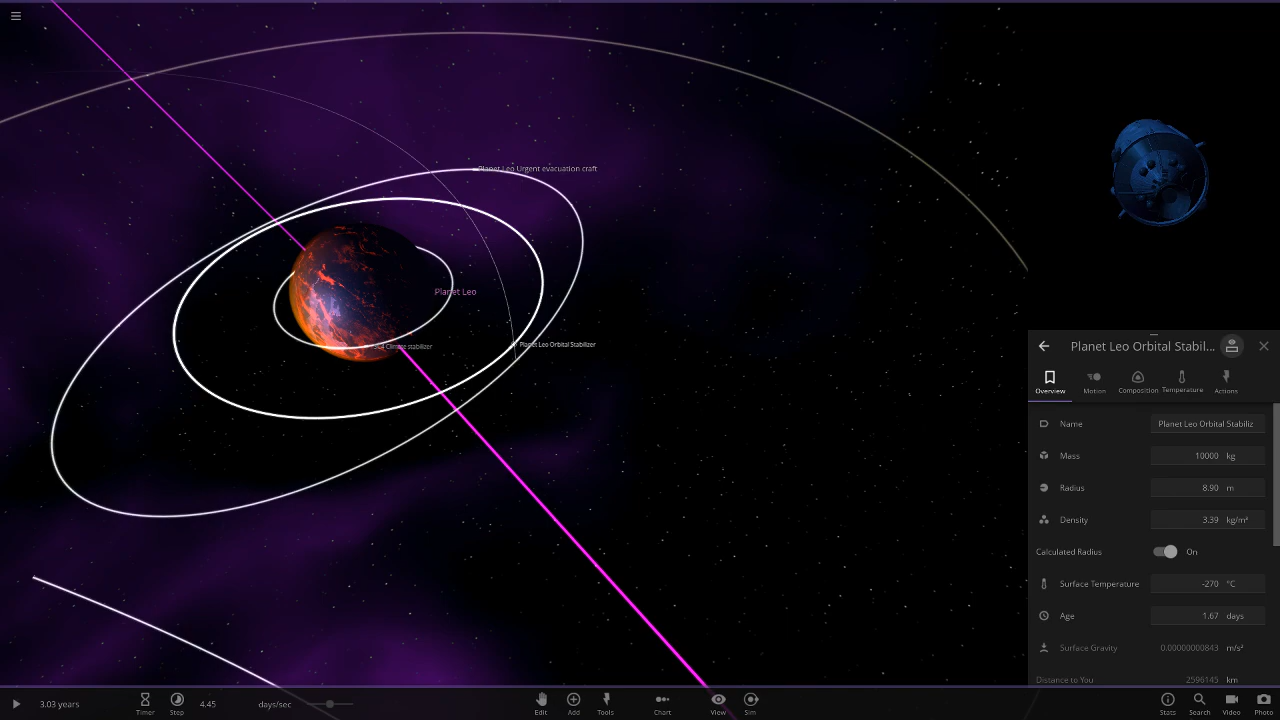 Planet Leo Urgent evacuation craft
Planet Leo
Climate stabilizer
Planet Leo Orbital Stabilizer
Planet Leo Orbital Stabil...
Overview
Motion
Composition
Temperature
Actions
Name Planet Leo Orbital Stabiliz
Mass 10000 kg
Radius 8.90 m
Density 3.39 kg/m³
Calculated Radius On
Surface Temperature -270 °C
Age 1.67 days
Surface Gravity 0.00000000843 m/s²
Distance to You 2596145 km
3.03 years
Timer
Step
4.45 days/sec
Edit
Add
Tools
Chart
View
Sim
Stats
Search
Video
Photo